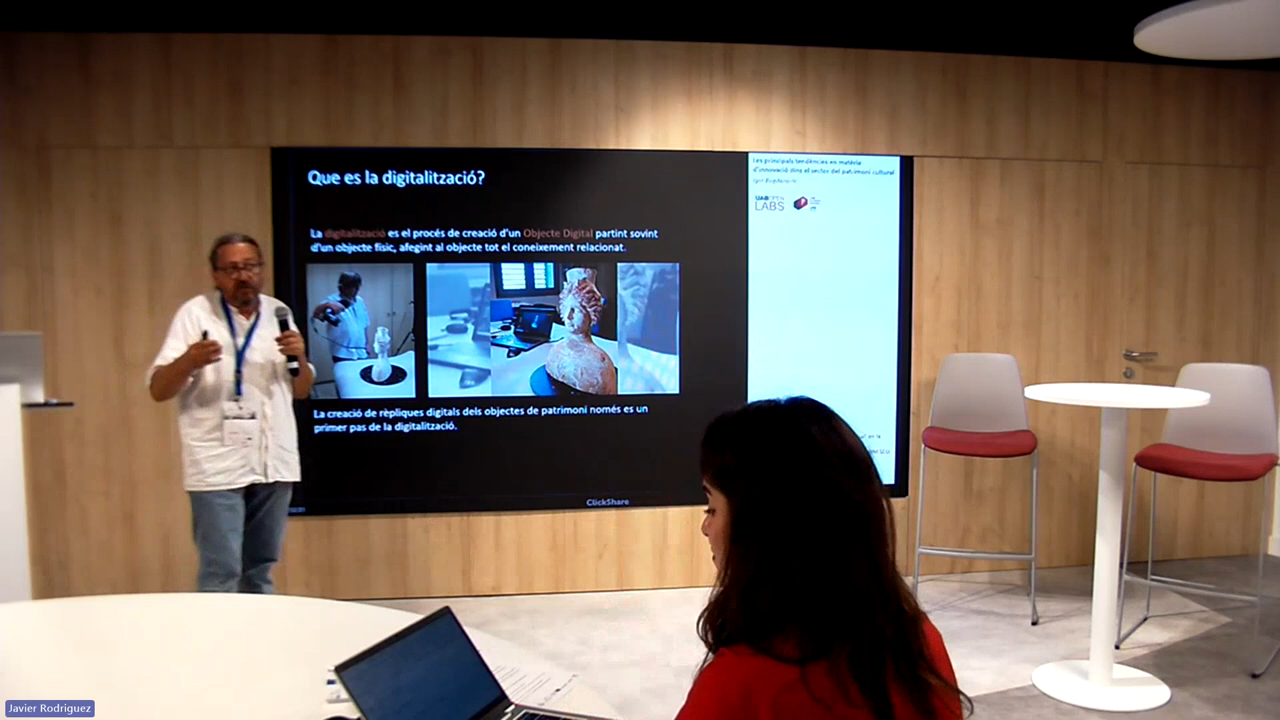 Que es la digitalització?
La digitalització es el procés de creació d'un Objecte Digital partint sovint
d'un objecte físic, afegint al objecte tot el coneixement relacionat.
La creació de rèpliques digitals dels objectes de patrimoni només es un
primer pas de la digitalització.
ClickShare
Les principals tendències en matèria
d'innovació dins el sector del patrimoni cultural
UAB OPEN
LABS
Javier Rodriguez